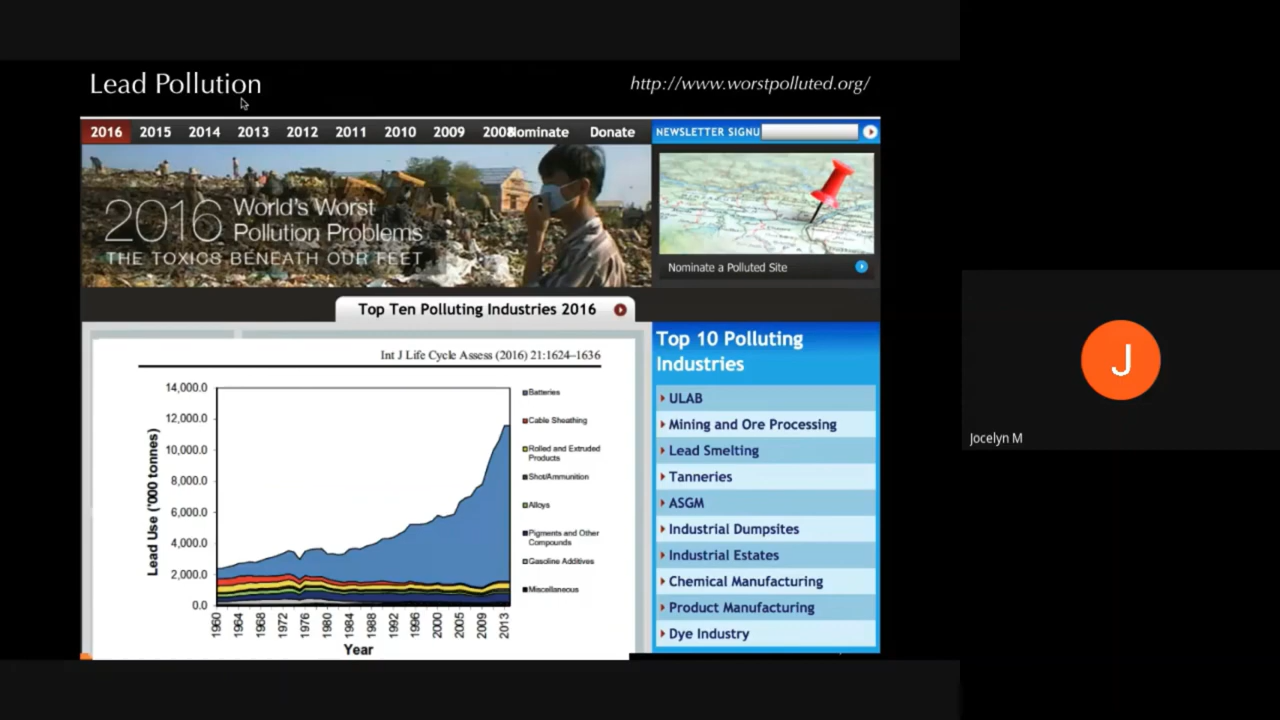 Lead Pollution
http://www.worstpolluted.org/
2016 2015 2014 2013 2012 2011 2010 2009 2008 Nominate Donate
NEWSLETTER SIGNU
2016 World's Worst
Pollution Problems
THE TOXICS BENEATH OUR FEET
Nominate a Polluted Site
Top Ten Polluting Industries 2016
Int J Life Cycle Assess (2016) 21:1624–1636
14,000.0
12,000.0
10,000.0
8,000.0
6,000.0
4,000.0
2,000.0
0.0
Lead Use ('000 tonnes)
1960 1964 1968 1972 1976 1980 1984 1988 1992 1996 2000 2005 2009 2013
Year
Batteries
Cable Sheathing
Rolled and Extruded
Products
Shot/Ammunition
Alloys
Pigments and Other
Compounds
Gasoline Additives
Miscellaneous
Top 10 Polluting
Industries
ULAB
Mining and Ore Processing
Lead Smelting
Tanneries
ASGM
Industrial Dumpsites
Industrial Estates
Chemical Manufacturing
Product Manufacturing
Dye Industry
J
Jocelyn M